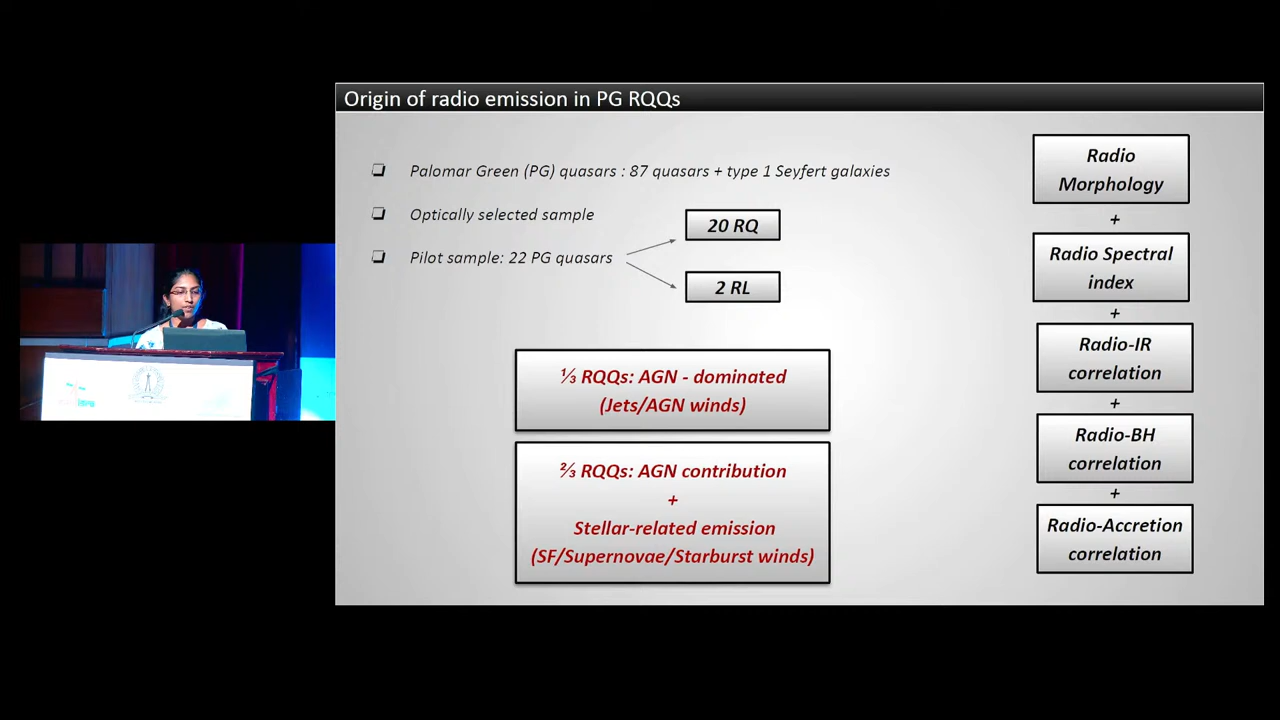 Origin of radio emission in PG RQQs
❑ Palomar Green (PG) quasars : 87 quasars + type 1 Seyfert galaxies
❑ Optically selected sample
❑ Pilot sample: 22 PG quasars
20 RQ
2 RL
⅓ RQQs: AGN - dominated
(Jets/AGN winds)
⅔ RQQs: AGN contribution
+
Stellar-related emission
(SF/Supernovae/Starburst winds)
Radio
Morphology
+
Radio Spectral
index
+
Radio-IR
correlation
+
Radio-BH
correlation
+
Radio-Accretion
correlation